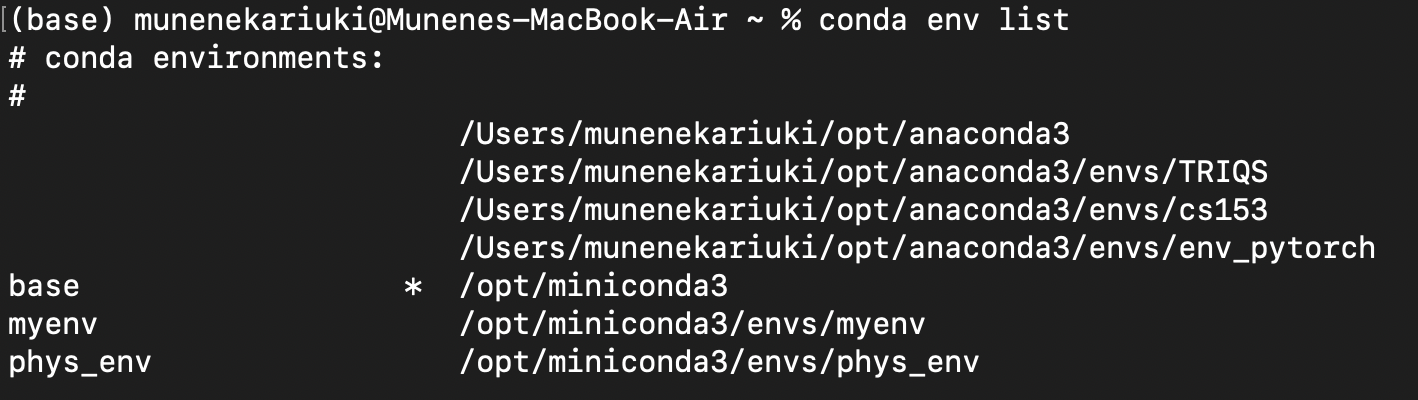 (base) munenekariuki@Munenes-MacBook-Air ~ % conda env list
# conda environments:
#
/Users/munenekariuki/opt/anaconda3
/Users/munenekariuki/opt/anaconda3/envs/TRIQS
/Users/munenekariuki/opt/anaconda3/envs/cs153
/Users/munenekariuki/opt/anaconda3/envs/env_pytorch
base * /opt/miniconda3
myenv /opt/miniconda3/envs/myenv
phys_env /opt/miniconda3/envs/phys_env